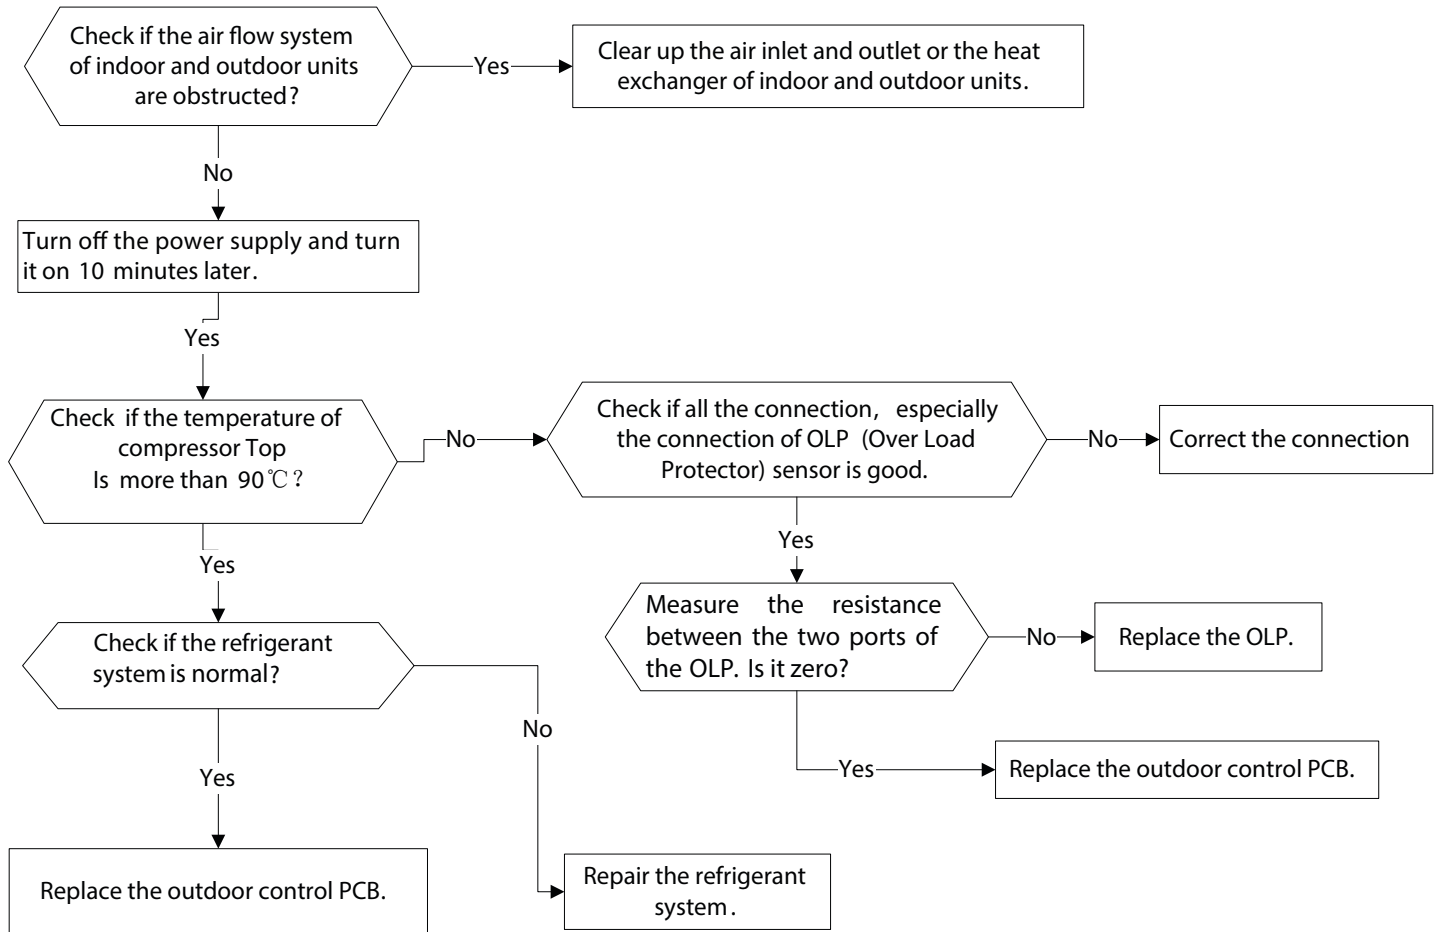 Check if the air flow system
of indoor and outdoor units
are obstructed?
Yes
Clear up the air inlet and outlet or the heat
exchanger of indoor and outdoor units.
No
Turn off the power supply and turn
it on 10 minutes later.
Yes
Check if the temperature of
compressor Top
Is more than 90℃?
No
Check if all the connection, especially
the connection of OLP (Over Load
Protector) sensor is good.
No
Correct the connection
Yes
Yes
Measure the resistance
between the two ports of
the OLP. Is it zero?
No
Replace the OLP.
Check if the refrigerant
system is normal?
No
Yes
Yes
Replace the outdoor control PCB.
Replace the outdoor control PCB.
Repair the refrigerant
system.